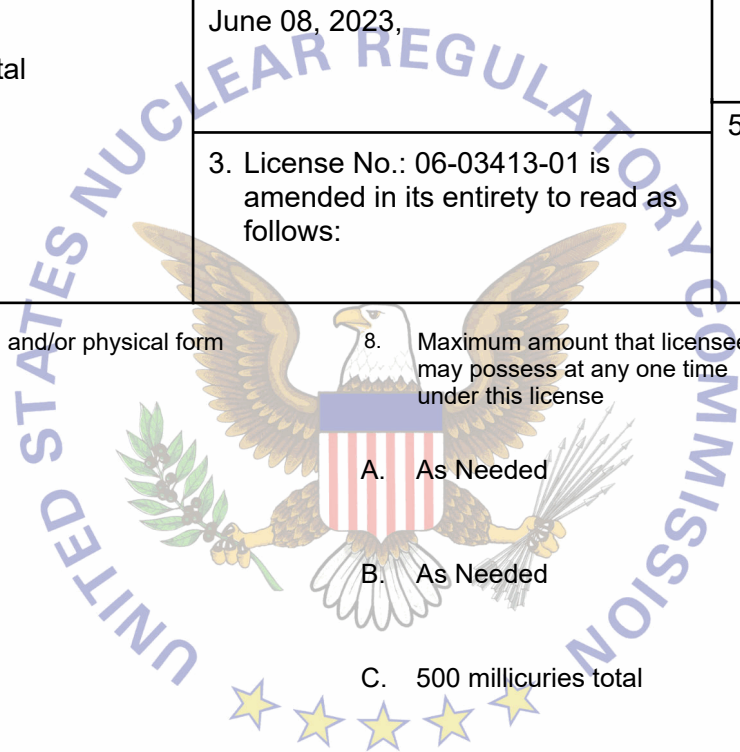 June 08, 2023,
tal
5
3. License No.: 06-03413-01 is
amended in its entirety to read as
follows:
and/or physical form
8. Maximum amount that licensee
may possess at any one time
under this license
A. As Needed
B. As Needed
C. 500 millicuries total
UNITED STATES NUCLEAR REGULATORY COMMISSION